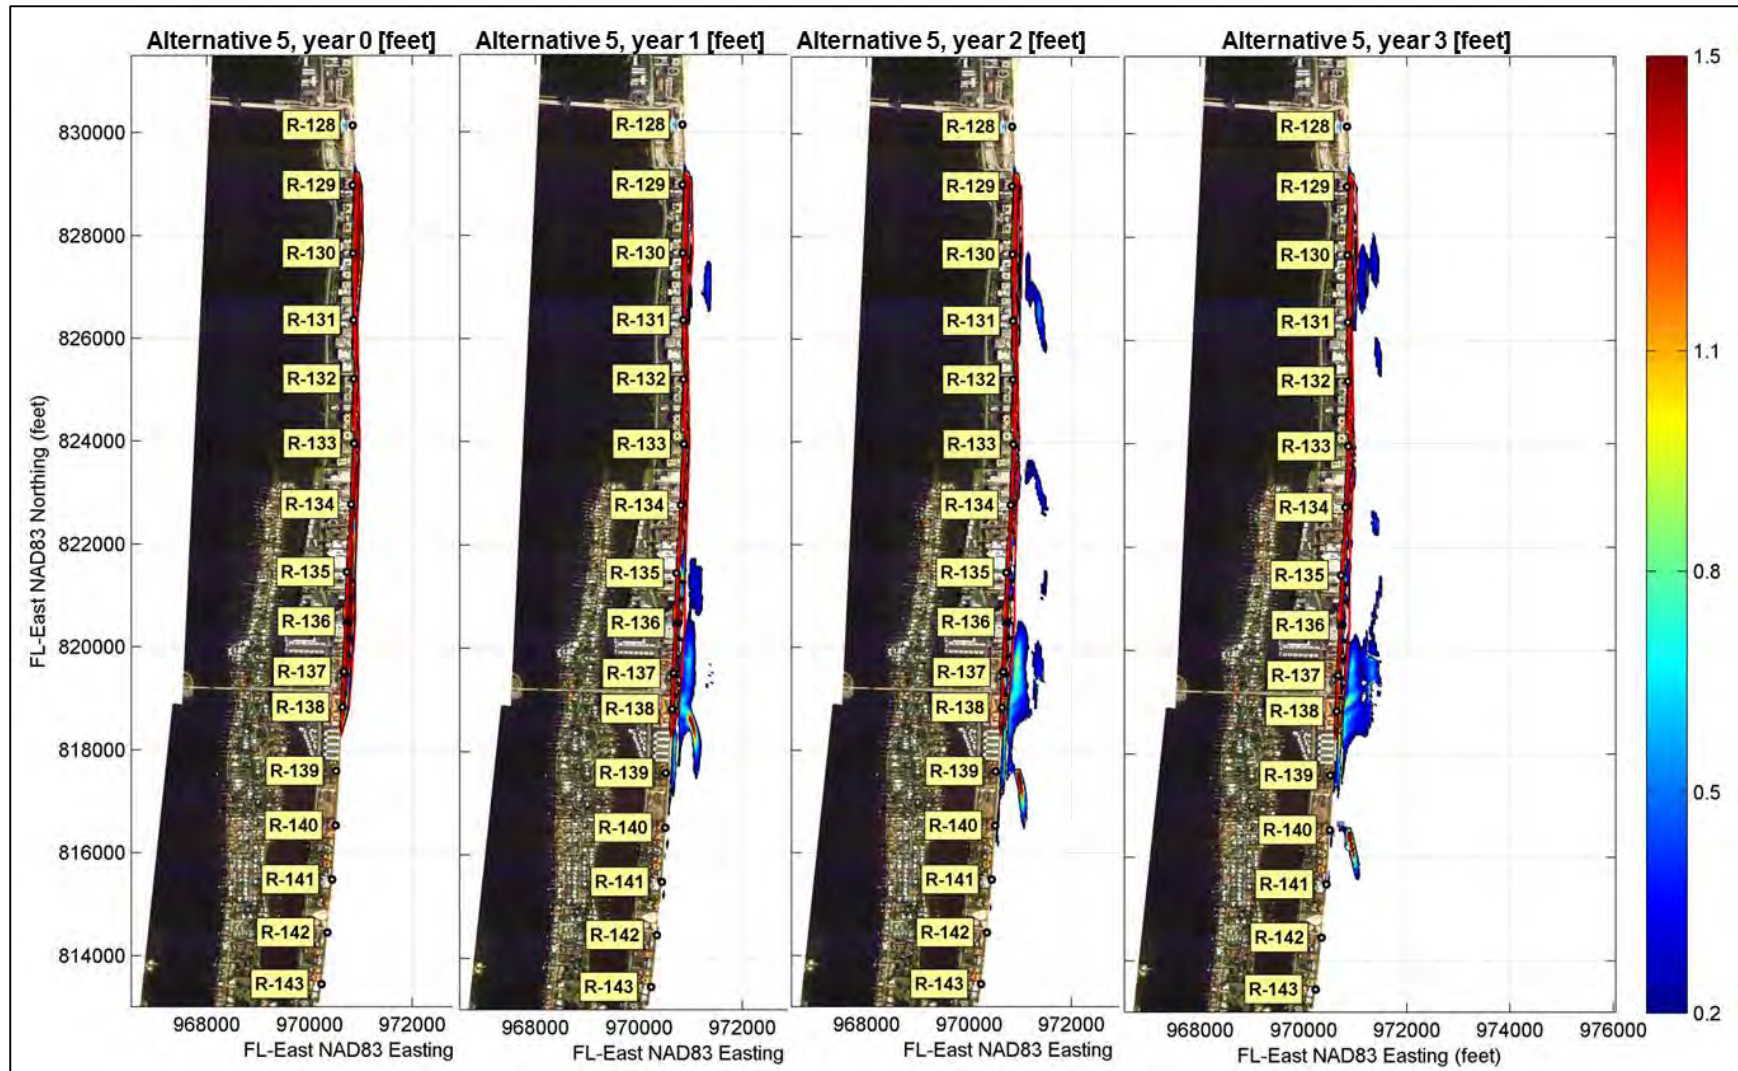 Alternative 5, year 0 [feet]
Alternative 5, year 1 [feet]
Alternative 5, year 2 [feet]
Alternative 5, year 3 [feet]
FL-East NAD83 Northing (feet)
830000
828000
826000
824000
822000
820000
818000
816000
814000
R-128
R-129
R-130
R-131
R-132
R-133
R-134
R-135
R-136
R-137
R-138
R-139
R-140
R-141
R-142
R-143
968000 970000 972000
FL-East NAD83 Easting
R-128
R-129
R-130
R-131
R-132
R-133
R-134
R-135
R-136
R-137
R-138
R-139
R-140
R-141
R-142
R-143
968000 970000 972000
FL-East NAD83 Easting
R-128
R-129
R-130
R-131
R-132
R-133
R-134
R-135
R-136
R-137
R-138
R-139
R-140
R-141
R-142
R-143
968000 970000 972000
FL-East NAD83 Easting
R-128
R-129
R-130
R-131
R-132
R-133
R-134
R-135
R-136
R-137
R-138
R-139
R-140
R-141
R-142
R-143
968000 970000 972000 974000 976000
FL-East NAD83 Easting (feet)
1.5
1.1
0.8
0.5
0.2